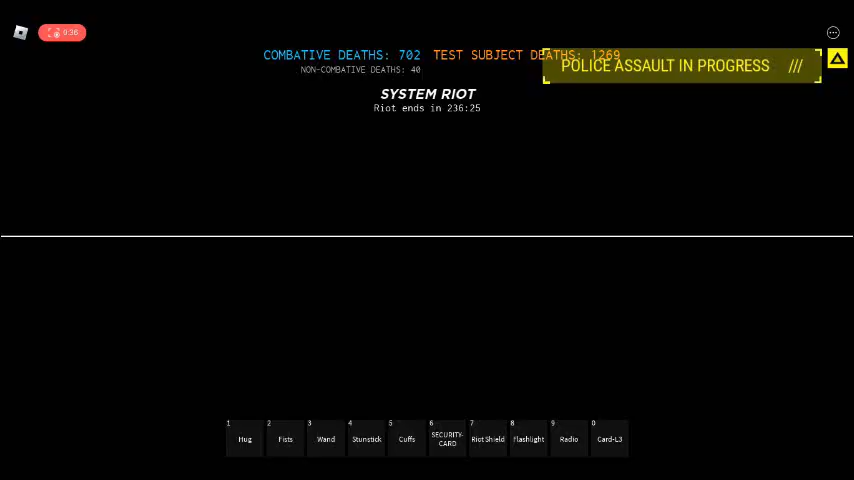 0:36
COMBATIVE DEATHS: 702 TEST SUBJECT DEATHS: 1269
NON-COMBATIVE DEATHS: 40
POLICE ASSAULT IN PROGRESS ///
SYSTEM RIOT
Riot ends in 236:25
1 2 3 4 5 6 7 8 9 0
Hug Fists Wand Stunstick Cuffs SECURITY-CARD Riot Shield Flashlight Radio Card-L3